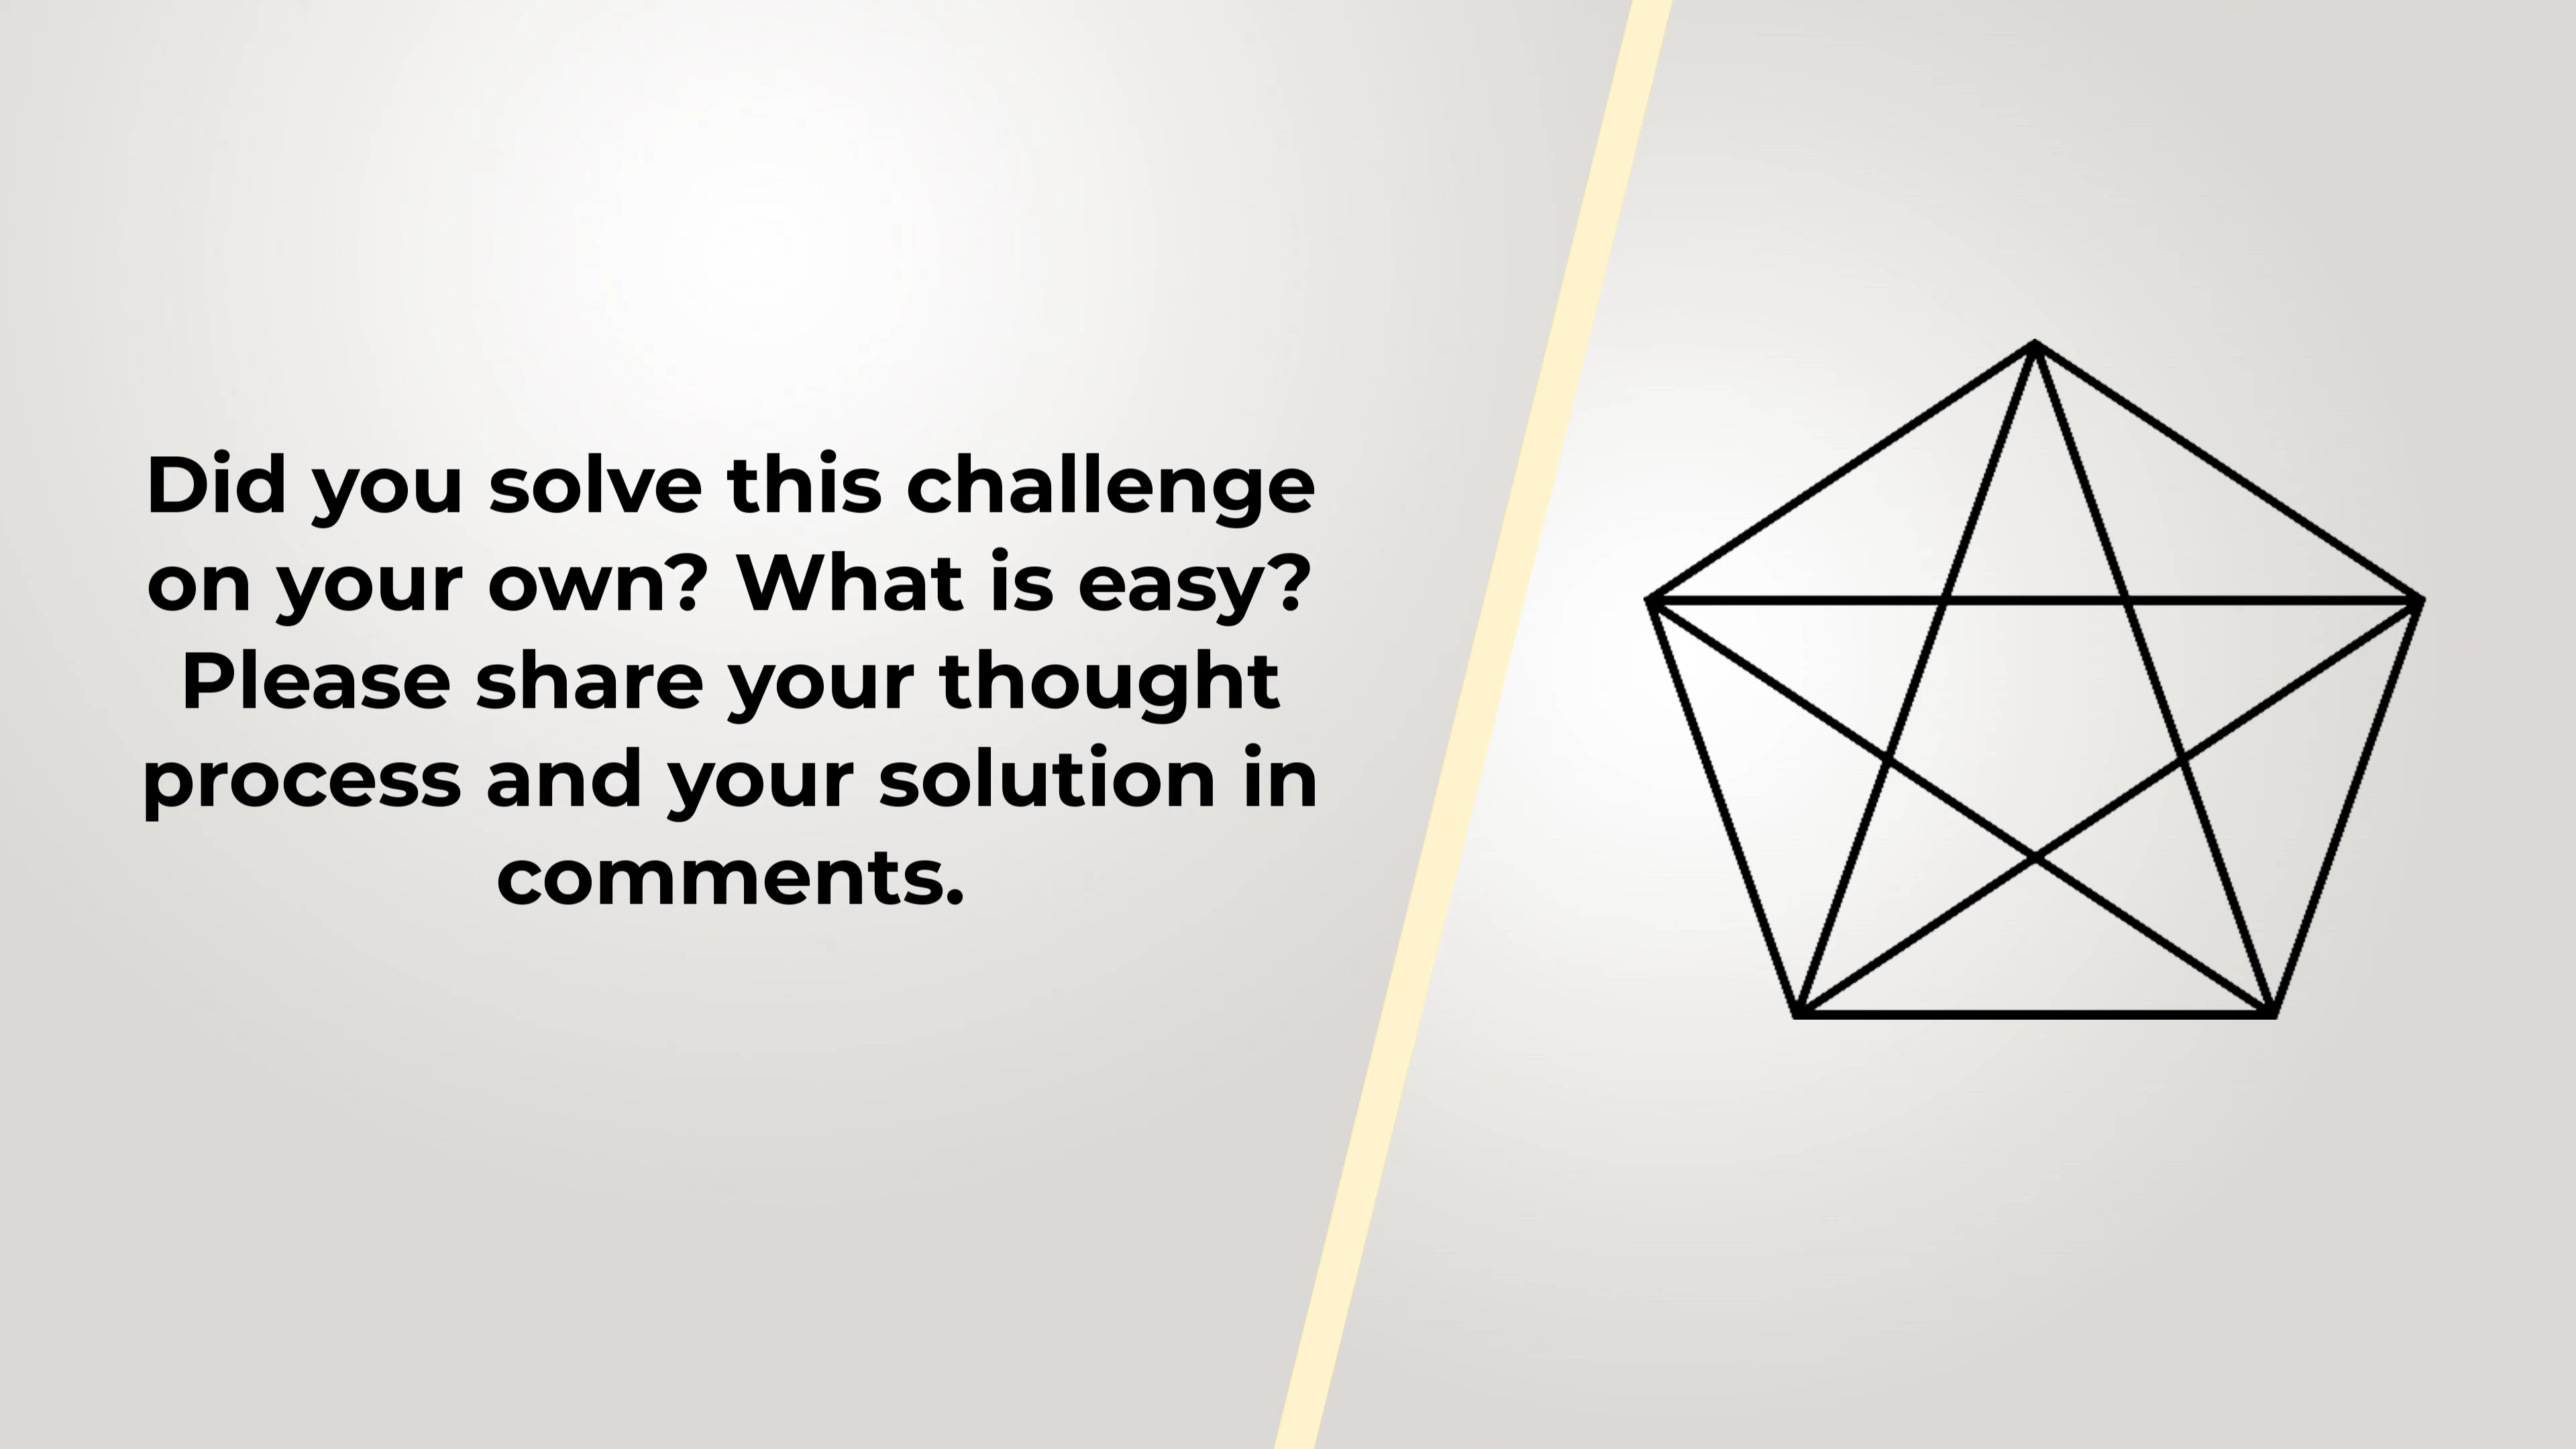 Did you solve this challenge
on your own? What is easy?
Please share your thought
process and your solution in
comments.